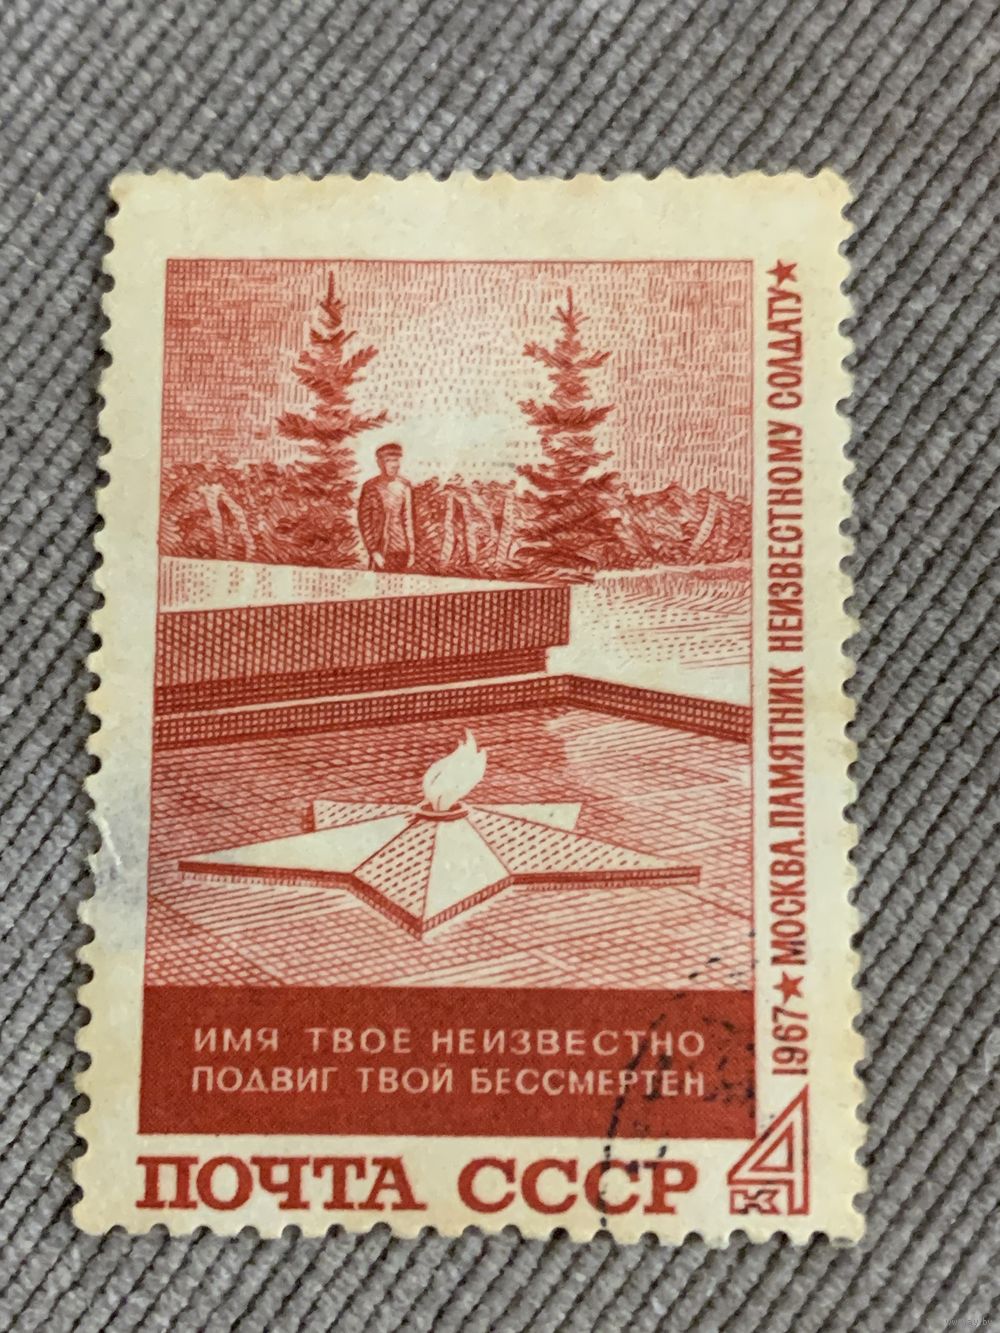 ИМЯ ТВОЕ НЕИЗВЕСТНО
ПОДВИГ ТВОЙ БЕССМЕРТЕН
ПОЧТА СССР
4
К
1967★МОСКВА.ПАМЯТНИК НЕИЗВЕСТНОМУ СОЛДАТУ★